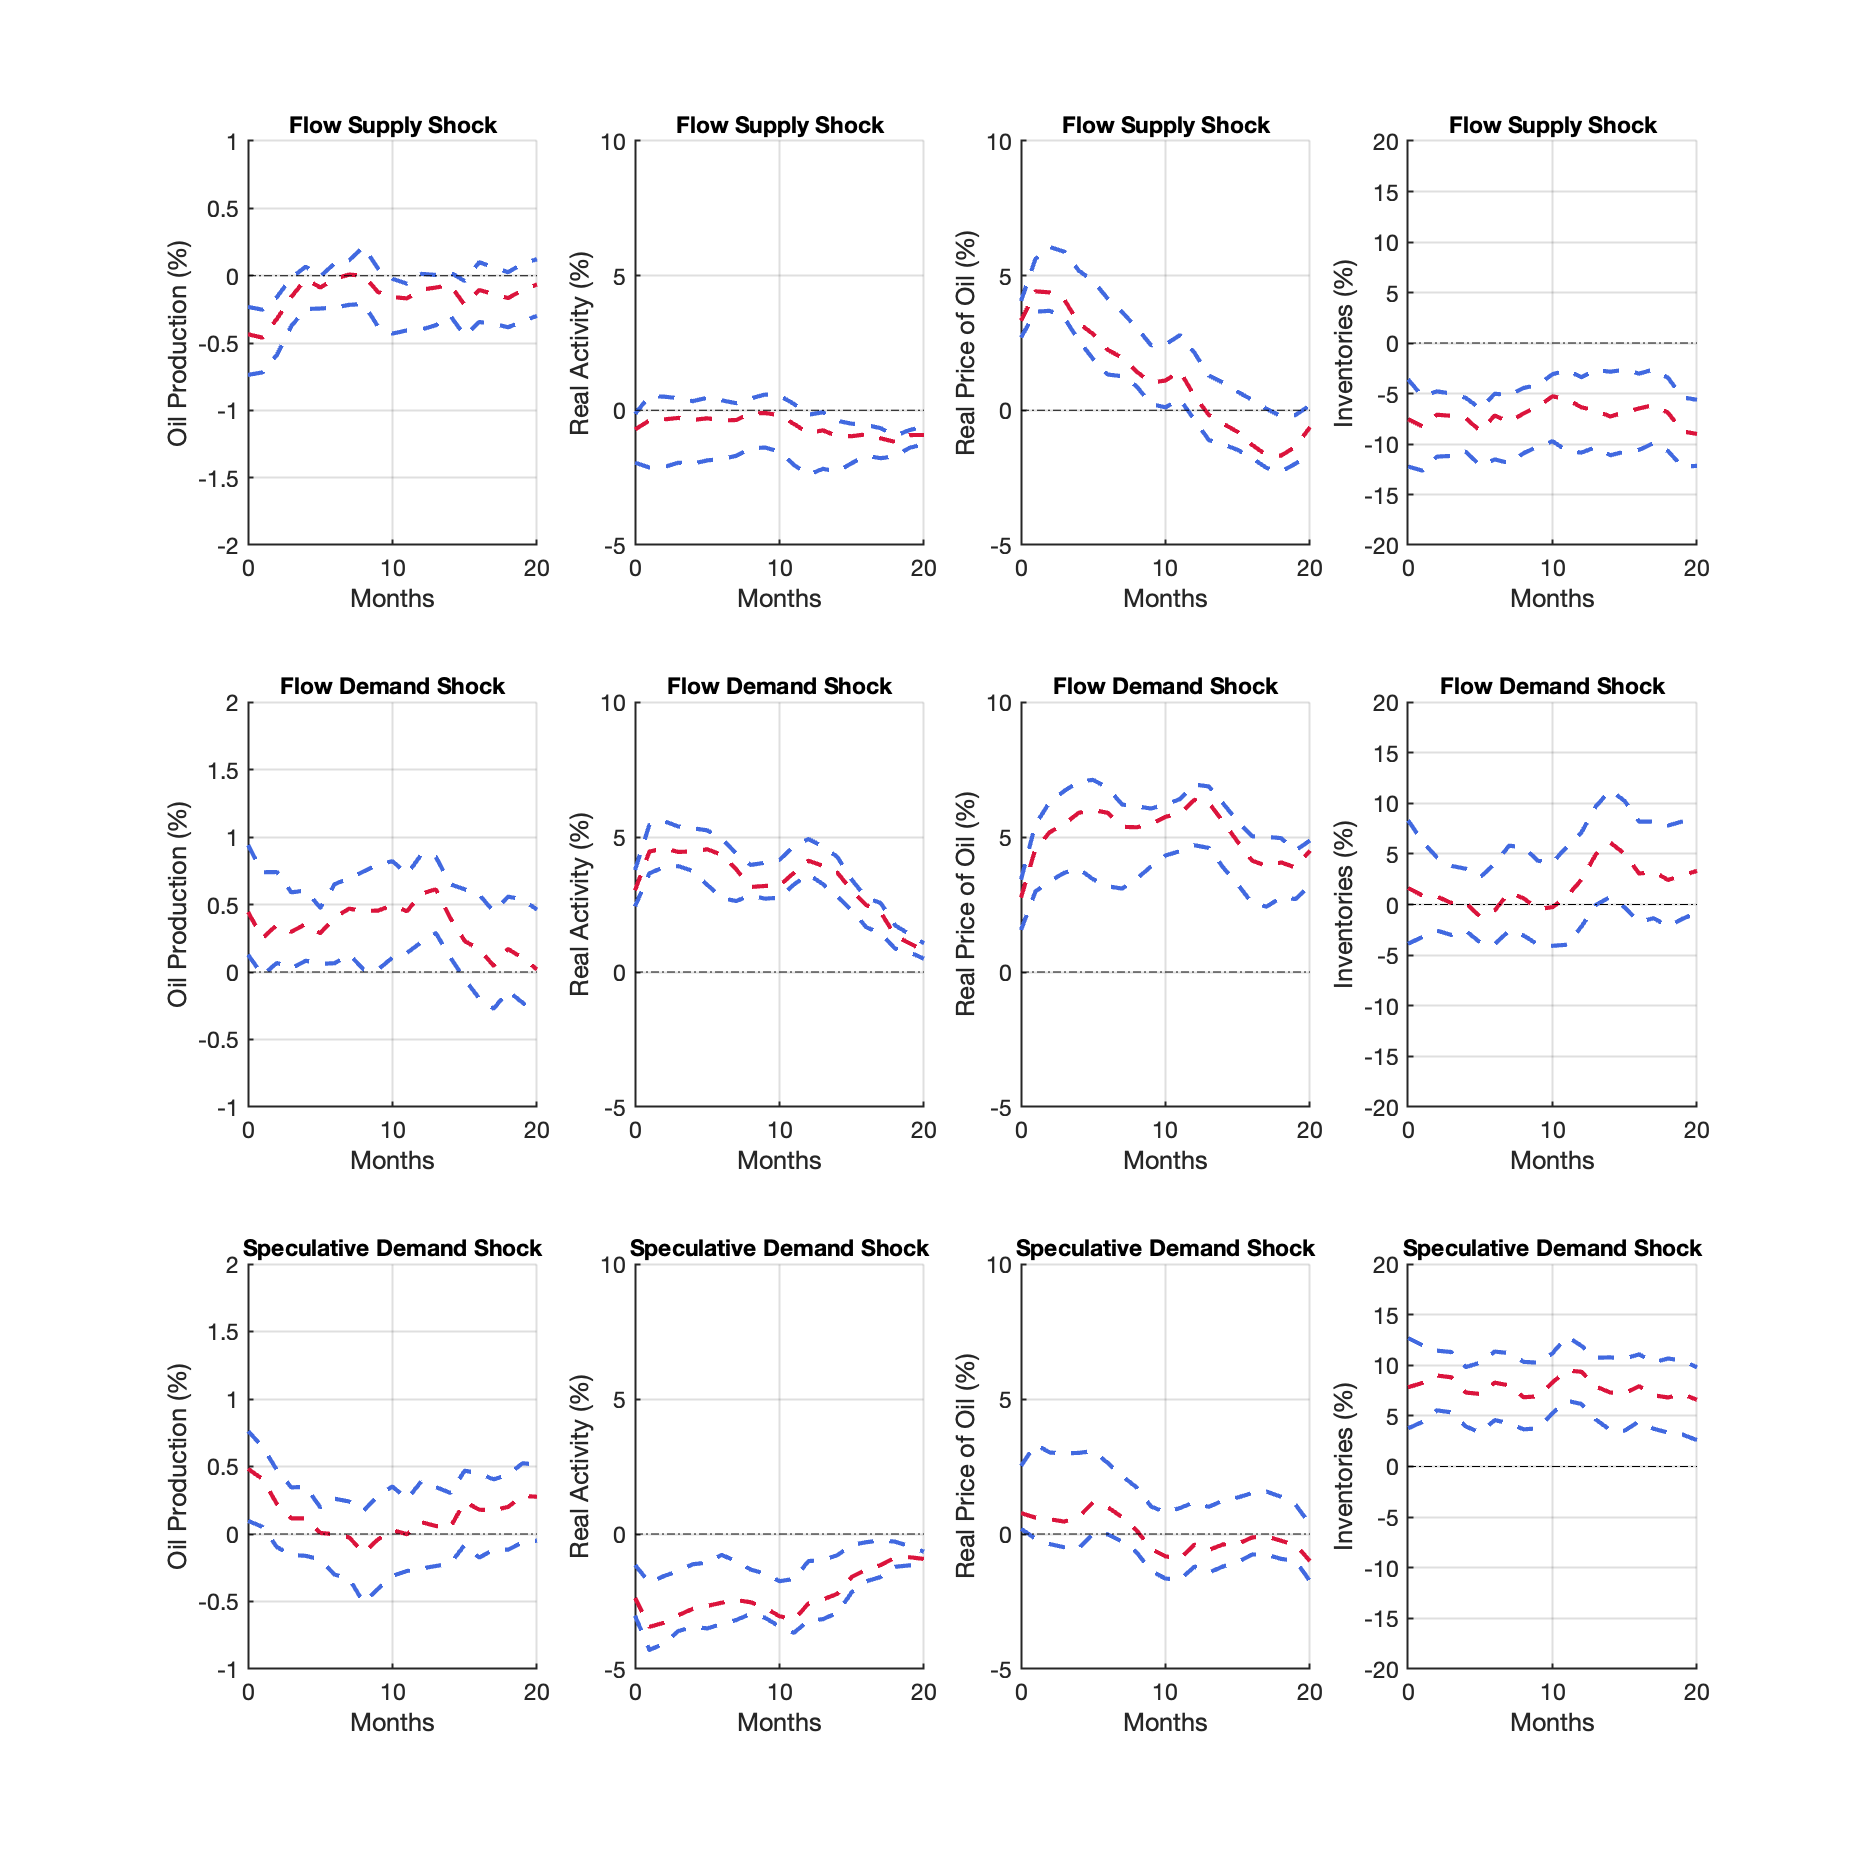 Flow Supply Shock
Oil Production (%)
1
0.5
0
-0.5
-1
-1.5
-2
0 10 20
Months
Flow Supply Shock
Real Activity (%)
10
5
0
-5
0 10 20
Months
Flow Supply Shock
Real Price of Oil (%)
10
5
0
-5
0 10 20
Months
Flow Supply Shock
Inventories (%)
20
15
10
5
0
-5
-10
-15
-20
0 10 20
Months
Flow Demand Shock
Oil Production (%)
2
1.5
1
0.5
0
-0.5
-1
0 10 20
Months
Flow Demand Shock
Real Activity (%)
10
5
0
-5
0 10 20
Months
Flow Demand Shock
Real Price of Oil (%)
10
5
0
-5
0 10 20
Months
Flow Demand Shock
Inventories (%)
20
15
10
5
0
-5
-10
-15
-20
0 10 20
Months
Speculative Demand Shock
Oil Production (%)
2
1.5
1
0.5
0
-0.5
-1
0 10 20
Months
Speculative Demand Shock
Real Activity (%)
10
5
0
-5
0 10 20
Months
Speculative Demand Shock
Real Price of Oil (%)
10
5
0
-5
0 10 20
Months
Speculative Demand Shock
Inventories (%)
20
15
10
5
0
-5
-10
-15
-20
0 10 20
Months